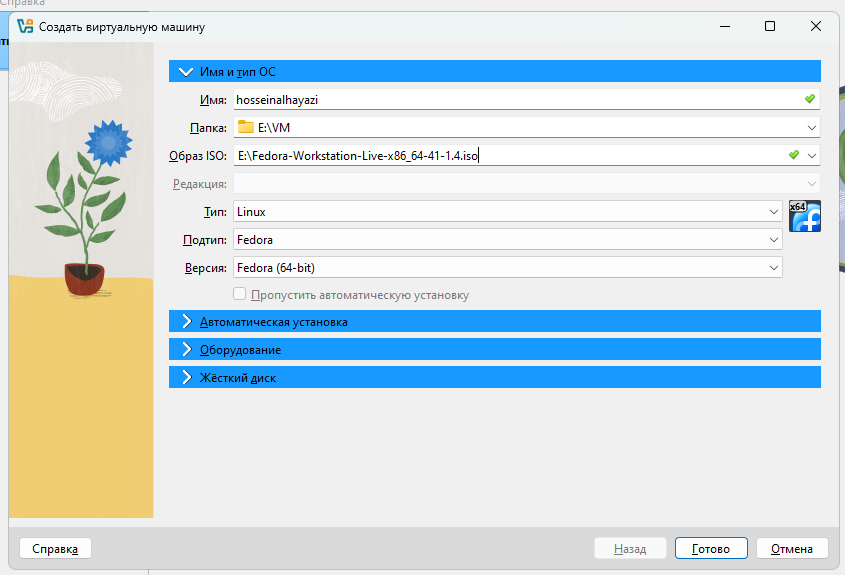 Справка
Создать виртуальную машину
Имя и тип ОС
Имя: hosseinalhayazi
Папка: E:\VM
Образ ISO: E:\Fedora-Workstation-Live-x86_64-41-1.4.iso
Редакция:
Тип: Linux
x64
Подтип: Fedora
Версия: Fedora (64-bit)
Пропустить автоматическую установку
Автоматическая установка
Оборудование
Жёсткий диск
Справка Назад Готово Отмена